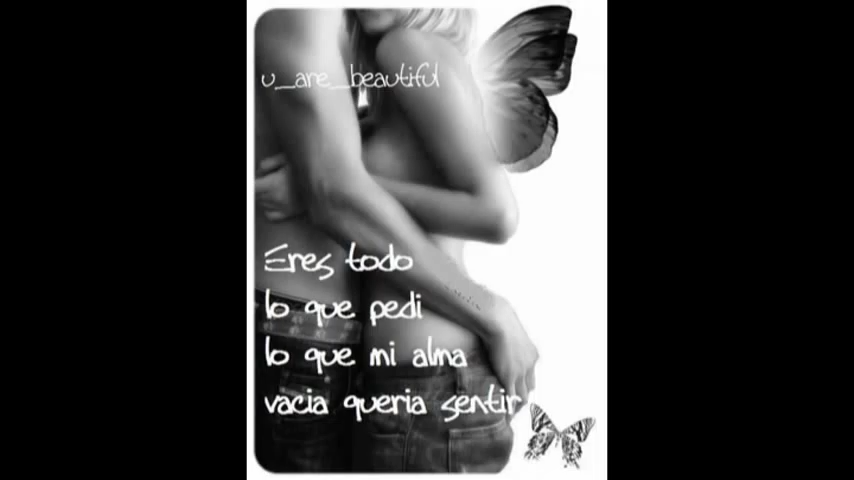 u_are_beautiful
Eres todo
lo que pedi
lo que mi alma
vacia queria sentir